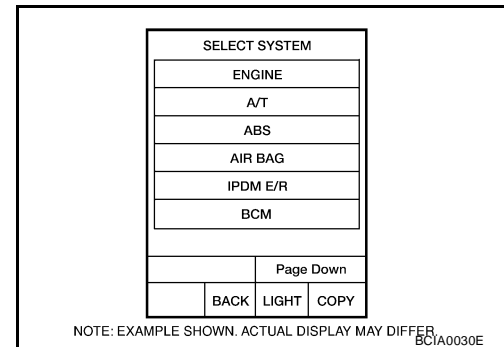 SELECT SYSTEM
ENGINE
A/T
ABS
AIR BAG
IPDM E/R
BCM
Page Down
BACK LIGHT COPY
NOTE: EXAMPLE SHOWN. ACTUAL DISPLAY MAY DIFFER.
BCIA0030E